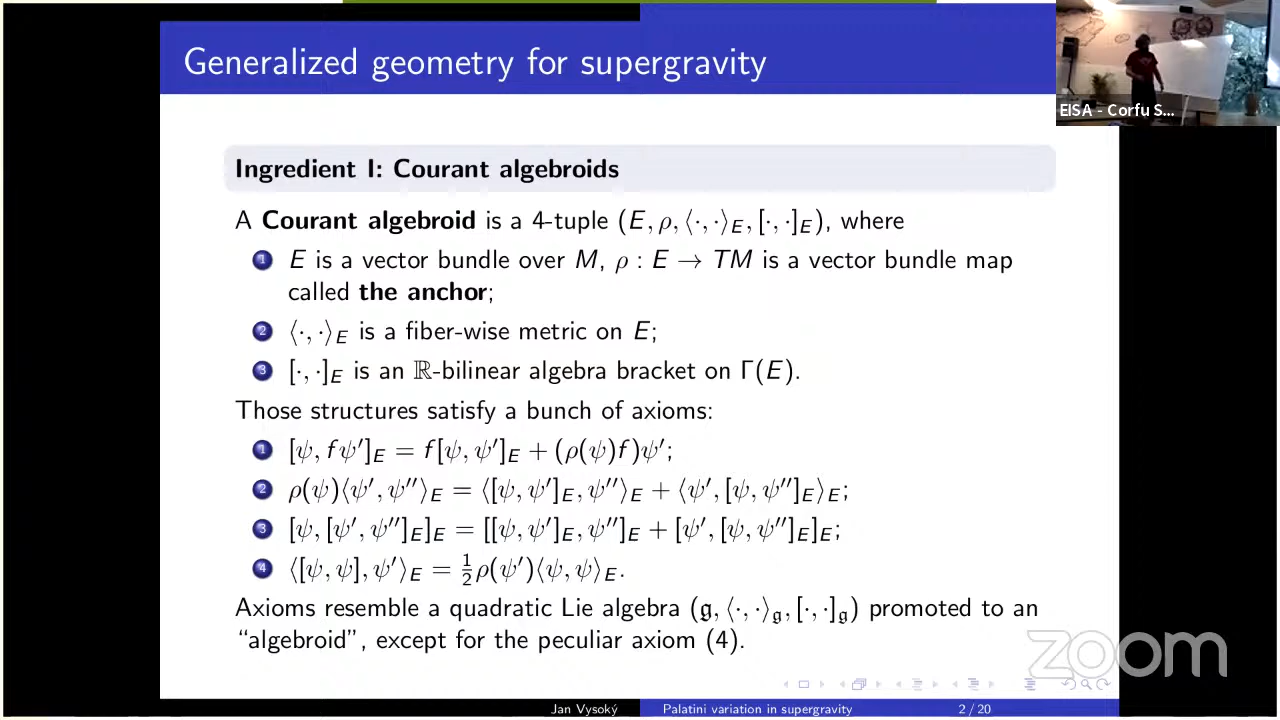 Generalized geometry for supergravity
EISA - Corfu S...
Ingredient I: Courant algebroids
A Courant algebroid is a 4-tuple (E, ρ, ⟨·, ·⟩_E, [·, ·]_E), where
1 E is a vector bundle over M, ρ : E → TM is a vector bundle map
called the anchor;
2 ⟨·, ·⟩_E is a fiber-wise metric on E;
3 [·, ·]_E is an ℝ-bilinear algebra bracket on Γ(E).
Those structures satisfy a bunch of axioms:
1 [ψ, fψ′]_E = f[ψ, ψ′]_E + (ρ(ψ)f)ψ′;
2 ρ(ψ)⟨ψ′, ψ″⟩_E = ⟨[ψ, ψ′]_E, ψ″⟩_E + ⟨ψ′, [ψ, ψ″]_E⟩_E;
3 [ψ, [ψ′, ψ″]_E]_E = [[ψ, ψ′]_E, ψ″]_E + [ψ′, [ψ, ψ″]_E]_E;
4 ⟨[ψ, ψ], ψ′⟩_E = ½ρ(ψ′)⟨ψ, ψ⟩_E.
Axioms resemble a quadratic Lie algebra (𝔤, ⟨·, ·⟩_𝔤, [·, ·]_𝔤) promoted to an
“algebroid”, except for the peculiar axiom (4).
zoom
Jan Vysoký Palatini variation in supergravity 2 / 20